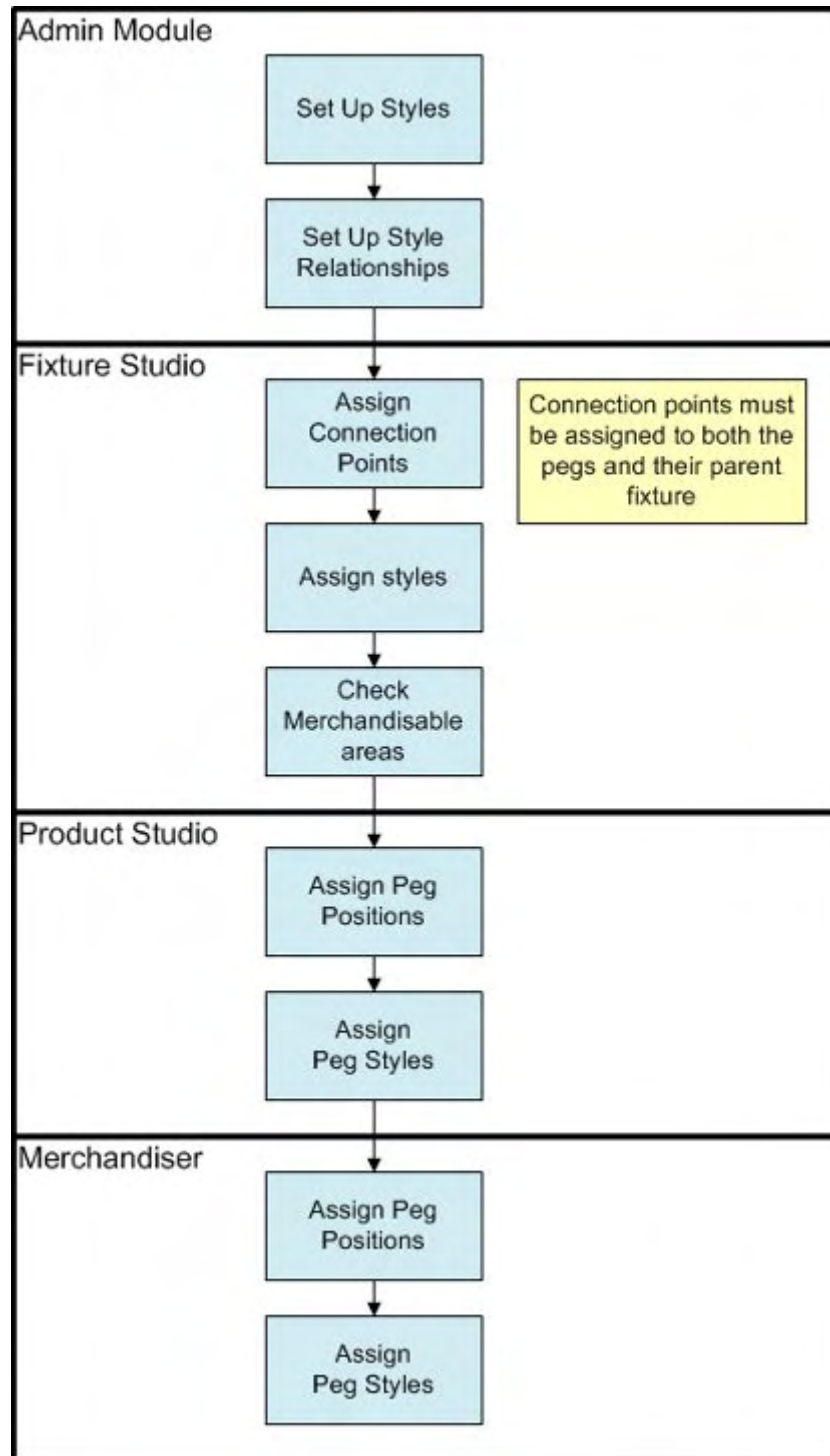 Admin Module
Set Up Styles
Set Up Style
Relationships
Fixture Studio
Assign
Connection
Points
Connection points must
be assigned to both the
pegs and their parent
fixture
Assign styles
Check
Merchandisable
areas
Product Studio
Assign Peg
Positions
Assign
Peg Styles
Merchandiser
Assign Peg
Positions
Assign
Peg Styles